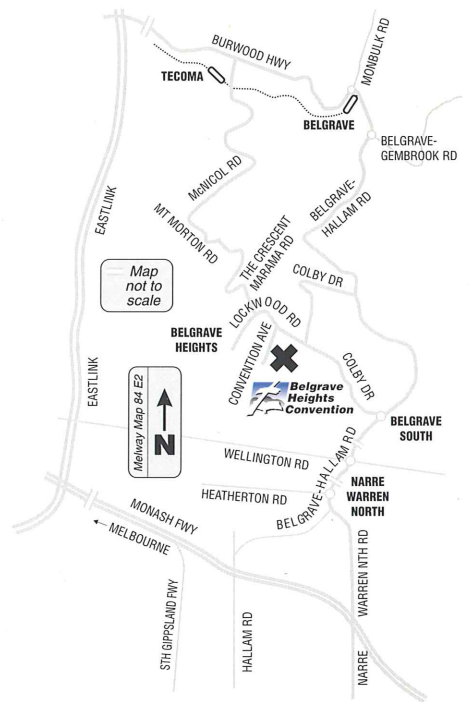 BURWOOD HWY
MONBULK RD
TECOMA
BELGRAVE
BELGRAVE-
GEMBROOK RD
McNICOL RD
BELGRAVE-
HALLAM RD
EASTLINK
MT MORTON RD
THE CRESCENT
MARAMA RD
Map
not to
scale
COLBY DR
LOCKWOOD RD
BELGRAVE
HEIGHTS
CONVENTION AVE
COLBY DR
EASTLINK
Melway Map 84 E2
N
Belgrave
Heights
Convention
BELGRAVE
SOUTH
WELLINGTON RD
BELGRAVE-HALLAM RD
HEATHERTON RD
NARRE
WARREN
NORTH
MONASH FWY
MELBOURNE
STH GIPPSLAND FWY
HALLAM RD
NARRE WARREN NTH RD